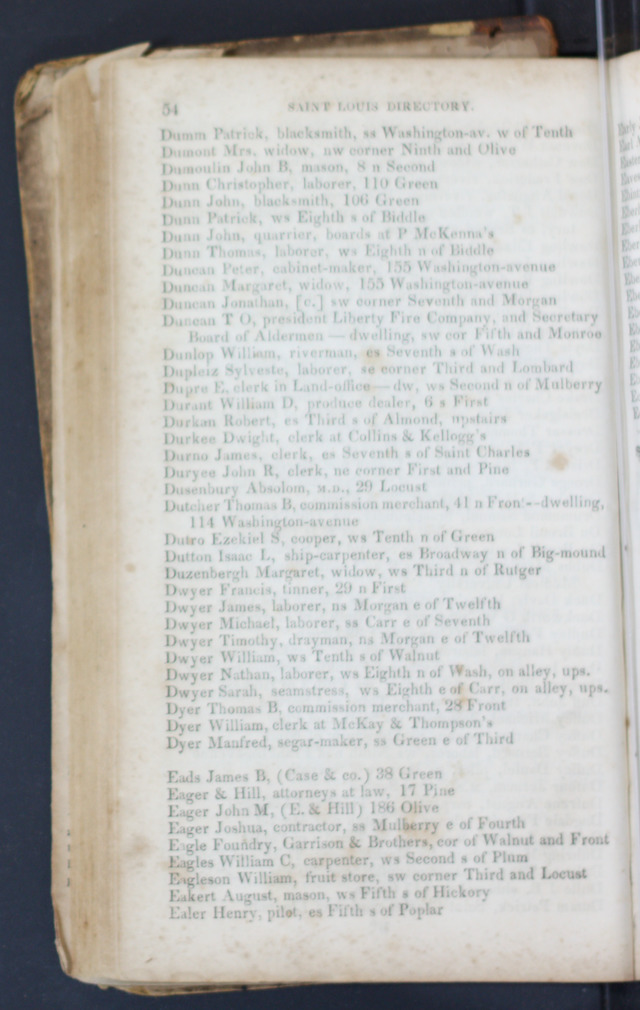 54 SAINT LOUIS DIRECTORY.
Dumm Patrick, blacksmith, ss Washington-av. w of Tenth
Dumont Mrs. widow, nw corner Ninth and Olive
Dumoulin John B, mason, 8 n Second
Dunn Christopher, laborer, 110 Green
Dunn John, blacksmith, 106 Green
Dunn Patrick, ws Eighth s of Biddle
Dunn John, quarrier, boards at P McKenna's
Dunn Thomas, laborer, ws Eighth n of Biddle
Duncan Peter, cabinet-maker, 155 Washington-avenue
Duncan Margaret, widow, 155 Washington-avenue
Duncan Jonathan, [c.] sw corner Seventh and Morgan
Duncan T O, president Liberty Fire Company, and Secretary
Board of Aldermen — dwelling, sw cor Fifth and Monroe
Dunlop William, riverman, es Seventh s of Wash
Dupleiz Sylveste, laborer, se corner Third and Lombard
Dupre E, clerk in Land-office — dw, ws Second n of Mulberry
Durant William D, produce dealer, 6 s First
Durkan Robert, es Third s of Almond, upstairs
Durkee Dwight, clerk at Collins & Kellogg's
Durno James, clerk, es Seventh s of Saint Charles
Duryee John R, clerk, ne corner First and Pine
Dusenbury Absolom, M.D., 29 Locust
Dutcher Thomas B, commission merchant, 41 n Front--dwelling,
114 Washington-avenue
Dutro Ezekiel S, cooper, ws Tenth n of Green
Dutton Isaac L, ship-carpenter, es Broadway n of Big-mound
Duzenbergh Margaret, widow, ws Third n of Rutger
Dwyer Francis, tinner, 29 n First
Dwyer James, laborer, ns Morgan e of Twelfth
Dwyer Michael, laborer, ss Carr e of Seventh
Dwyer Timothy, drayman, ns Morgan e of Twelfth
Dwyer William, ws Tenth s of Walnut
Dwyer Nathan, laborer, ws Eighth n of Wash, on alley, ups.
Dwyer Sarah, seamstress, ws Eighth e of Carr, on alley, ups.
Dyer Thomas B, commission merchant, 28 Front
Dyer William, clerk at McKay & Thompson's
Dyer Manfred, segar-maker, ss Green e of Third
Eads James B, (Case & co.) 38 Green
Eager & Hill, attorneys at law, 17 Pine
Eager John M, (E. & Hill) 186 Olive
Eager Joshua, contractor, ss Mulberry e of Fourth
Eagle Foundry, Garrison & Brothers, cor of Walnut and Front
Eagles William C, carpenter, ws Second s of Plum
Eagleson William, fruit store, sw corner Third and Locust
Eakert August, mason, ws Fifth s of Hickory
Ealer Henry, pilot, es Fifth s of Poplar